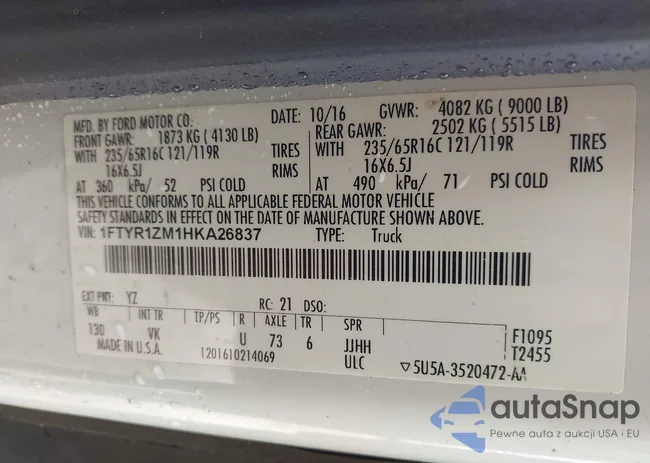 MFD. BY FORD MOTOR CO.
DATE: 10/16 GVWR: 4082 KG ( 9000 LB)
FRONT GAWR: 1873 KG ( 4130 LB)
REAR GAWR: 2502 KG ( 5515 LB)
WITH 235/65R16C 121/119R TIRES
WITH 235/65R16C 121/119R TIRES
16X6.5J RIMS
16X6.5J RIMS
AT 360 kPa/ 52 PSI COLD
AT 490 kPa/ 71 PSI COLD
THIS VEHICLE CONFORMS TO ALL APPLICABLE FEDERAL MOTOR VEHICLE
SAFETY STANDARDS IN EFFECT ON THE DATE OF MANUFACTURE SHOWN ABOVE.
VIN: 1FTYR1ZM1HKA26837 TYPE: Truck
EXT PNT: YZ RC: 21 DSO:
WB INT TR TP/PS R AXLE TR SPR
130 VK U 73 6 JJHH
F1095
T2455
MADE IN U.S.A. 1201610214069 ULC
5U5A-3520472-AA
autaSnap
Pewne auta z aukcji USA i EU